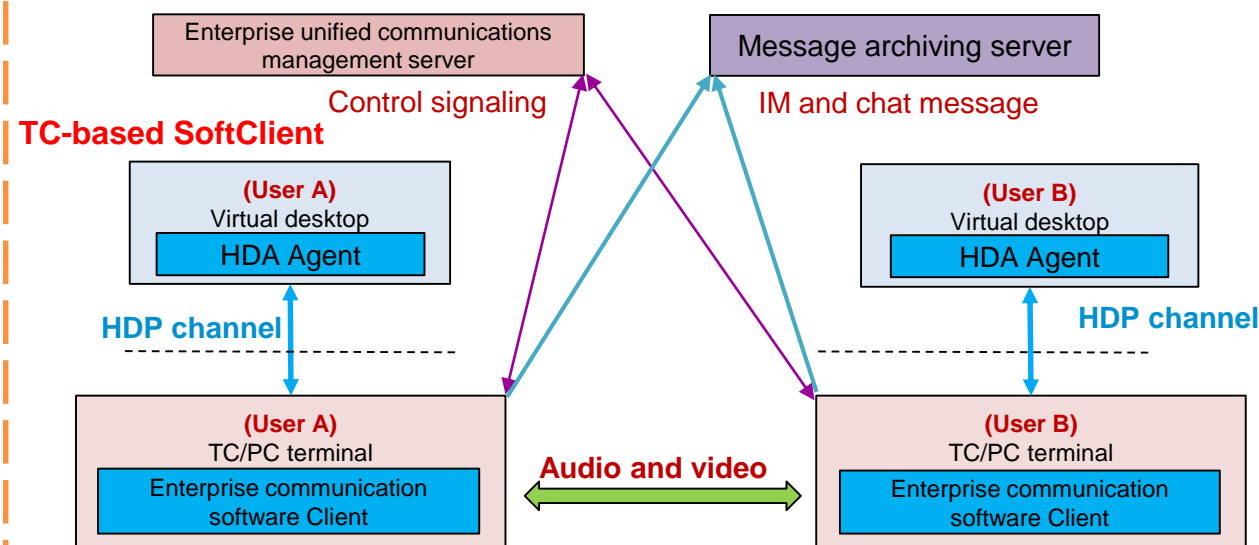 Enterprise unified communications
management server
Message archiving server
Control signaling
IM and chat message
TC-based SoftClient
(User A)
Virtual desktop
HDA Agent
(User B)
Virtual desktop
HDA Agent
HDP channel
HDP channel
(User A)
TC/PC terminal
Enterprise communication
software Client
Audio and video
(User B)
TC/PC terminal
Enterprise communication
software Client